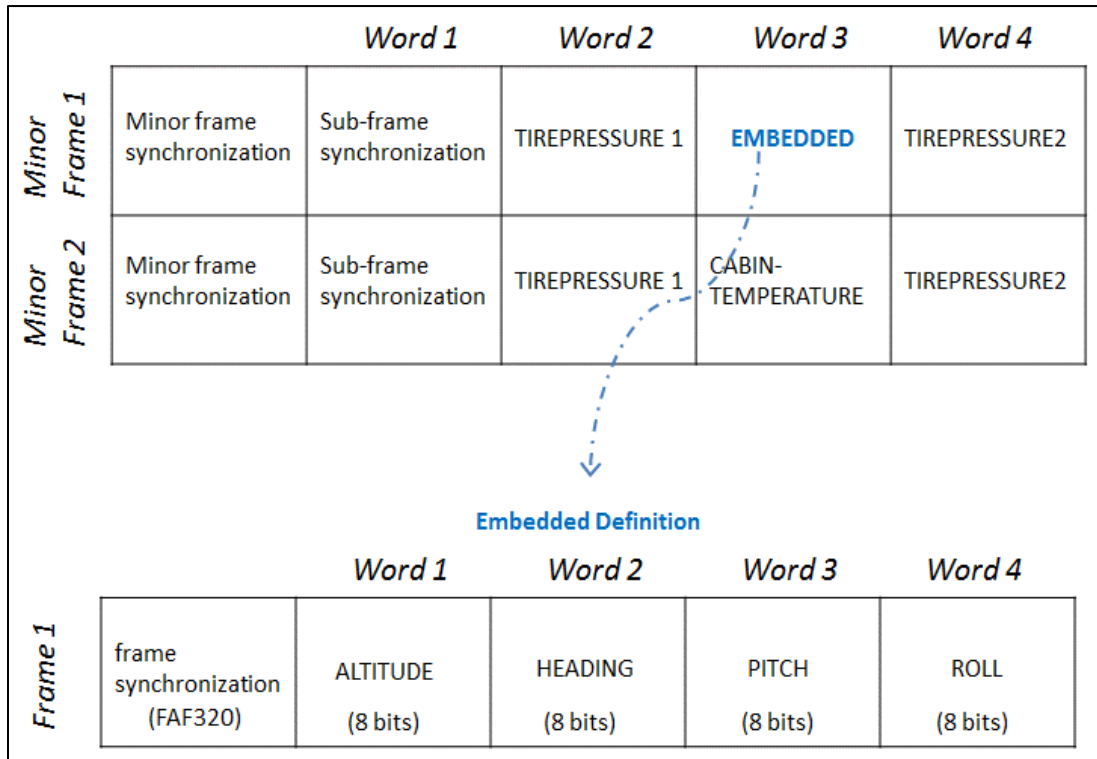 Word 1 Word 2 Word 3 Word 4
Minor
Frame 1
Minor frame
synchronization
Sub-frame
synchronization
TIREPRESSURE 1
EMBEDDED
TIREPRESSURE2
Minor
Frame 2
Minor frame
synchronization
Sub-frame
synchronization
TIREPRESSURE 1
CABIN-
TEMPERATURE
TIREPRESSURE2
Embedded Definition
Word 1 Word 2 Word 3 Word 4
Frame 1
frame
synchronization
(FAF320)
ALTITUDE
(8 bits)
HEADING
(8 bits)
PITCH
(8 bits)
ROLL
(8 bits)